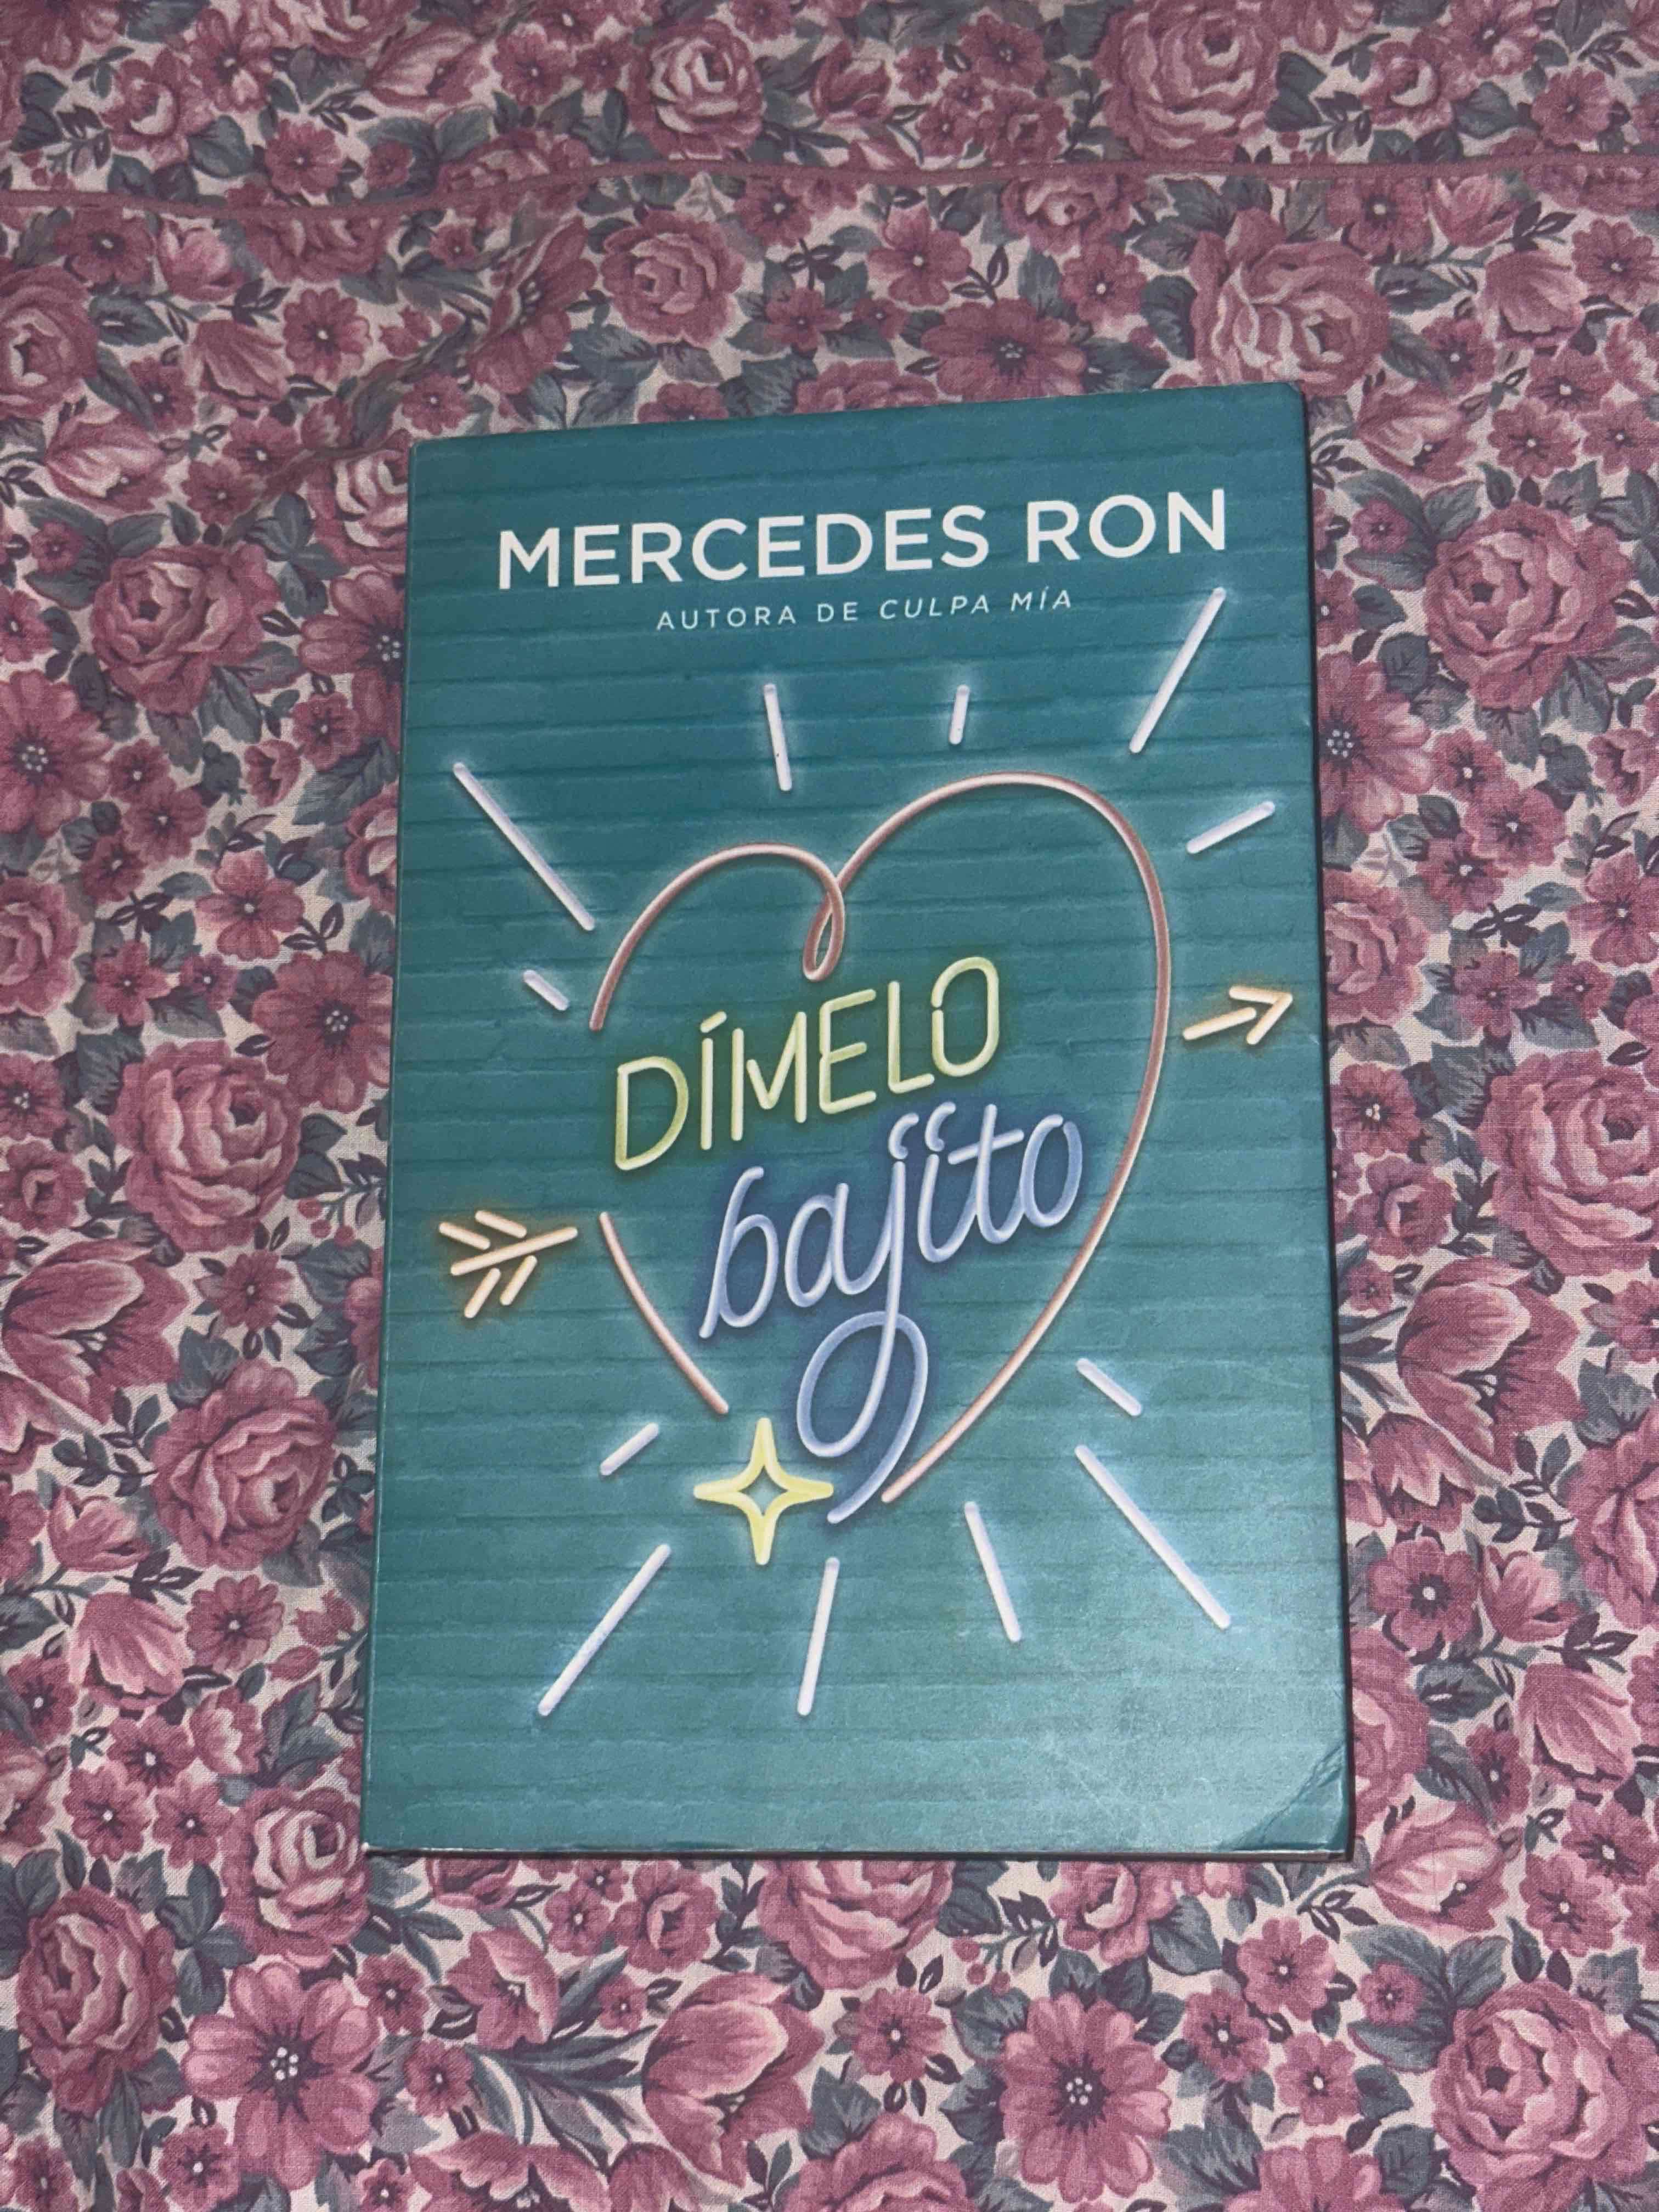 MERCEDES RON
AUTORA DE CULPA MÍA
DÍMELO
bajito